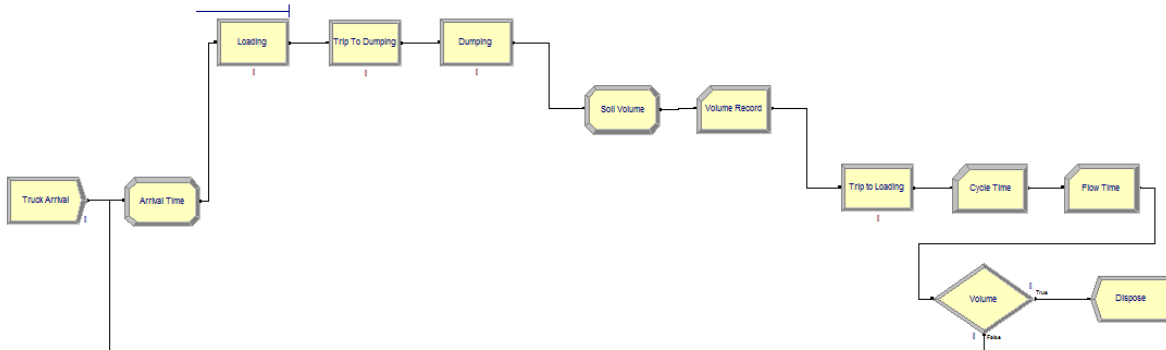 Loading
Trip To Dumping
Dumping
Soil Volume
Volume Record
Truck Arrival
Arrival Time
Trip to Loading
Cycle Time
Flow Time
Volume
True
Dispose
False